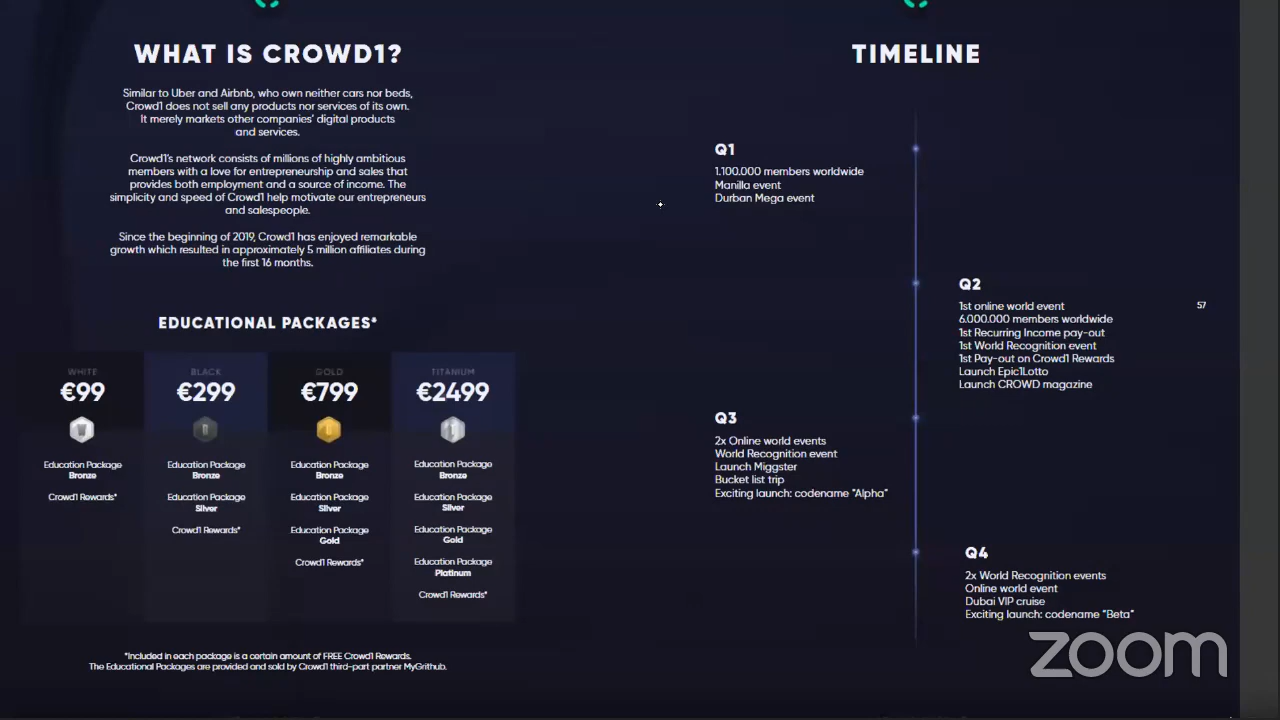 WHAT IS CROWD1?
Similar to Uber and Airbnb, who own neither cars nor beds,
Crowd1 does not sell any products nor services of its own.
It merely markets other companies' digital products
and services.
Crowd1's network consists of millions of highly ambitious
members with a love for entrepreneurship and sales that
provides both employment and a source of income. The
simplicity and speed of Crowd1 help motivate our entrepreneurs
and salespeople.
Since the beginning of 2019, Crowd1 has enjoyed remarkable
growth which resulted in approximately 5 million affiliates during
the first 16 months.
EDUCATIONAL PACKAGES*
WHITE
€99
Education Package
Bronze
Crowd1 Rewards*
BLACK
€299
Education Package
Bronze
Education Package
Silver
Crowd1 Rewards*
GOLD
€799
Education Package
Bronze
Education Package
Silver
Education Package
Gold
Crowd1 Rewards*
TITANIUM
€2499
Education Package
Bronze
Education Package
Silver
Education Package
Gold
Education Package
Platinum
Crowd1 Rewards*
*Included in each package is a certain amount of FREE Crowd1 Rewards.
The Educational Packages are provided and sold by Crowd1 third-part partner MyGrithub.
TIMELINE
Q1
1.100.000 members worldwide
Manilla event
Durban Mega event
Q2
1st online world event
6.000.000 members worldwide
1st Recurring Income pay-out
1st World Recognition event
1st Pay-out on Crowd1 Rewards
Launch Epic1Lotto
Launch CROWD magazine
57
Q3
2x Online world events
World Recognition event
Launch Miggster
Bucket list trip
Exciting launch: codename "Alpha"
Q4
2x World Recognition events
Online world event
Dubai VIP cruise
Exciting launch: codename "Beta"
zoom